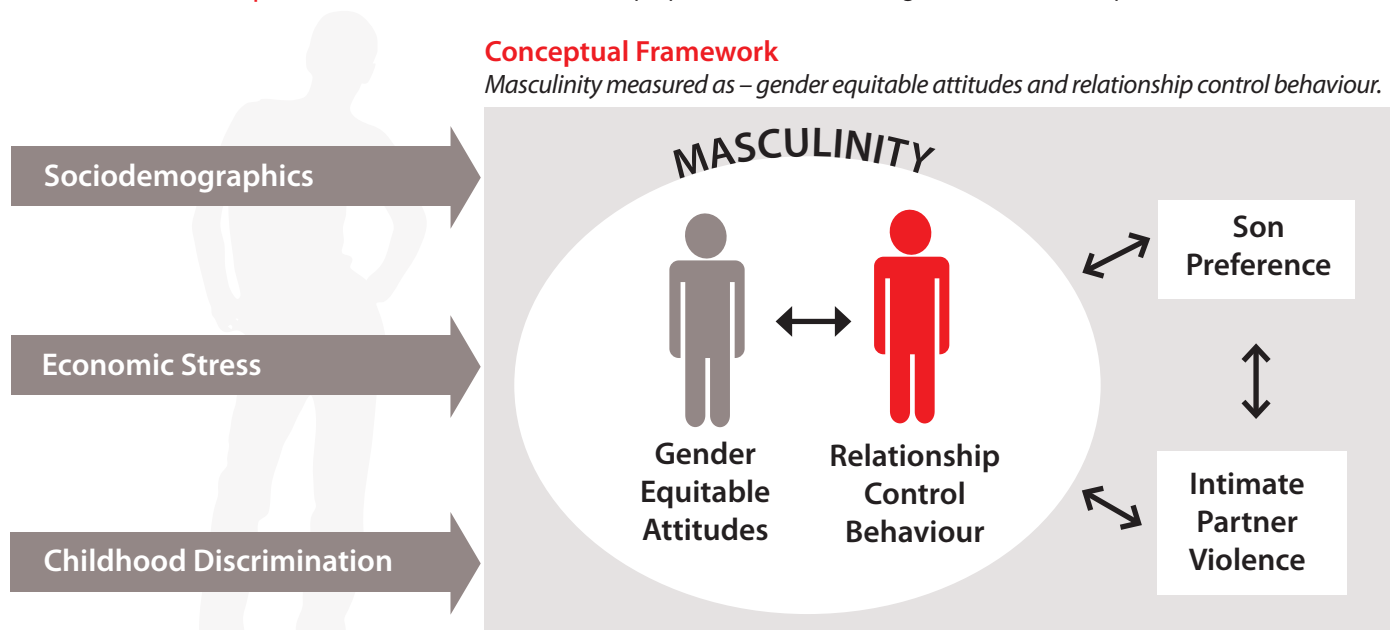 Conceptual Framework
Masculinity measured as – gender equitable attitudes and relationship control behaviour.
MASCULINITY
Sociodemographics
Economic Stress
Childhood Discrimination
Gender
Equitable
Attitudes
Relationship
Control
Behaviour
Son
Preference
Intimate
Partner
Violence